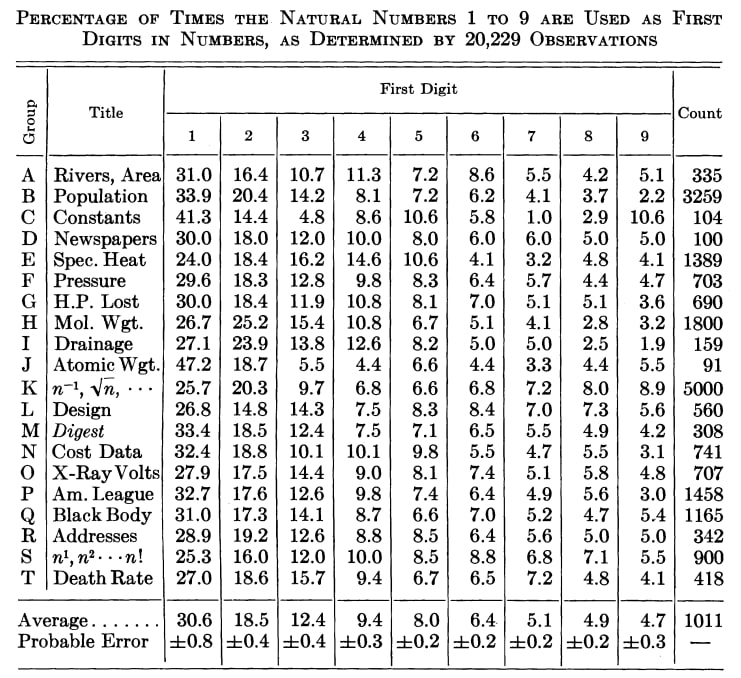 PERCENTAGE OF TIMES THE NATURAL NUMBERS 1 TO 9 ARE USED AS FIRST
DIGITS IN NUMBERS, AS DETERMINED BY 20,229 OBSERVATIONS
Group Title First Digit Count
1 2 3 4 5 6 7 8 9
A Rivers, Area 31.0 16.4 10.7 11.3 7.2 8.6 5.5 4.2 5.1 335
B Population 33.9 20.4 14.2 8.1 7.2 6.2 4.1 3.7 2.2 3259
C Constants 41.3 14.4 4.8 8.6 10.6 5.8 1.0 2.9 10.6 104
D Newspapers 30.0 18.0 12.0 10.0 8.0 6.0 6.0 5.0 5.0 100
E Spec. Heat 24.0 18.4 16.2 14.6 10.6 4.1 3.2 4.8 4.1 1389
F Pressure 29.6 18.3 12.8 9.8 8.3 6.4 5.7 4.4 4.7 703
G H.P. Lost 30.0 18.4 11.9 10.8 8.1 7.0 5.1 5.1 3.6 690
H Mol. Wgt. 26.7 25.2 15.4 10.8 6.7 5.1 4.1 2.8 3.2 1800
I Drainage 27.1 23.9 13.8 12.6 8.2 5.0 5.0 2.5 1.9 159
J Atomic Wgt. 47.2 18.7 5.5 4.4 6.6 4.4 3.3 4.4 5.5 91
K n⁻¹, √n, ··· 25.7 20.3 9.7 6.8 6.6 6.8 7.2 8.0 8.9 5000
L Design 26.8 14.8 14.3 7.5 8.3 8.4 7.0 7.3 5.6 560
M Digest 33.4 18.5 12.4 7.5 7.1 6.5 5.5 4.9 4.2 308
N Cost Data 32.4 18.8 10.1 10.1 9.8 5.5 4.7 5.5 3.1 741
O X-Ray Volts 27.9 17.5 14.4 9.0 8.1 7.4 5.1 5.8 4.8 707
P Am. League 32.7 17.6 12.6 9.8 7.4 6.4 4.9 5.6 3.0 1458
Q Black Body 31.0 17.3 14.1 8.7 6.6 7.0 5.2 4.7 5.4 1165
R Addresses 28.9 19.2 12.6 8.8 8.5 6.4 5.6 5.0 5.0 342
S n¹, n²···n! 25.3 16.0 12.0 10.0 8.5 8.8 6.8 7.1 5.5 900
T Death Rate 27.0 18.6 15.7 9.4 6.7 6.5 7.2 4.8 4.1 418
Average....... 30.6 18.5 12.4 9.4 8.0 6.4 5.1 4.9 4.7 1011
Probable Error ±0.8 ±0.4 ±0.4 ±0.3 ±0.2 ±0.2 ±0.2 ±0.2 ±0.3 —